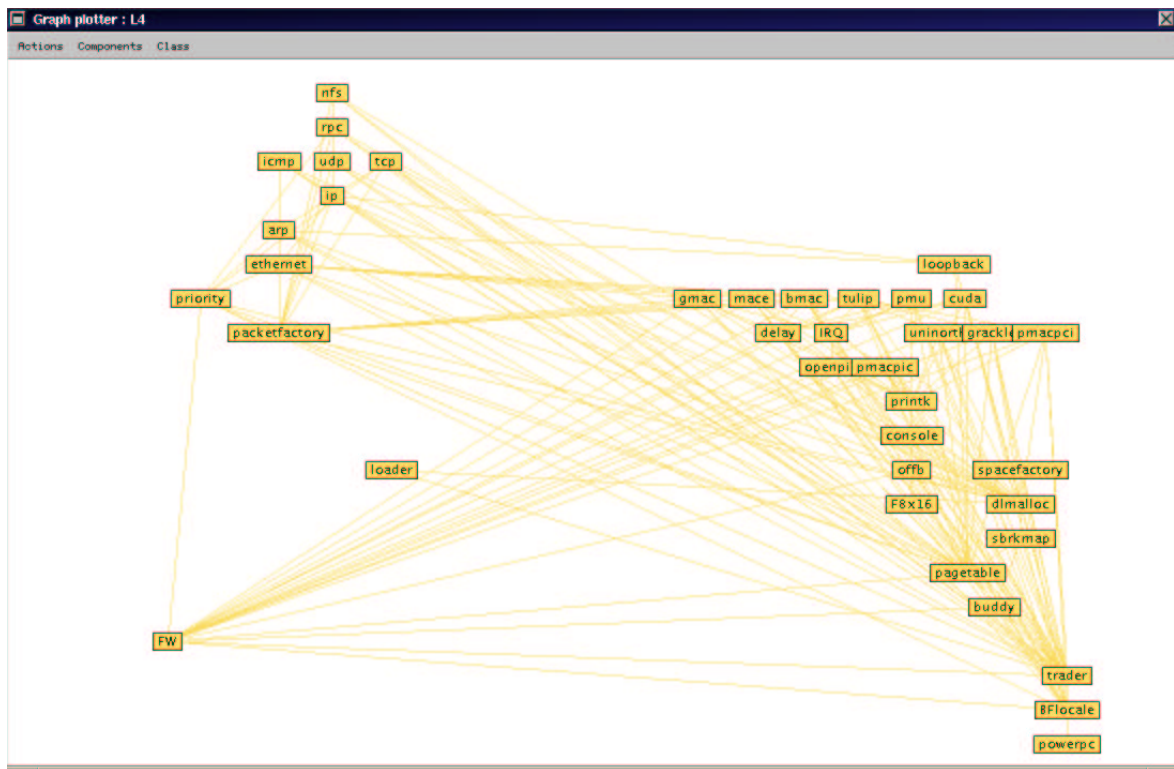 Graph plotter : L4
Actions Components Class
nfs
rpc
icmp udp tcp
ip
arp
ethernet loopback
priority gmac mace bmac tulip pmu cuda
packetfactory delay IRQ uninorth grackle pmacpci
openpi pmacpic
printk
console
loader offb spacefactory
F8x16 dlmalloc
sbrkmap
pagetable
buddy
FW
trader
BFlocale
powerpc